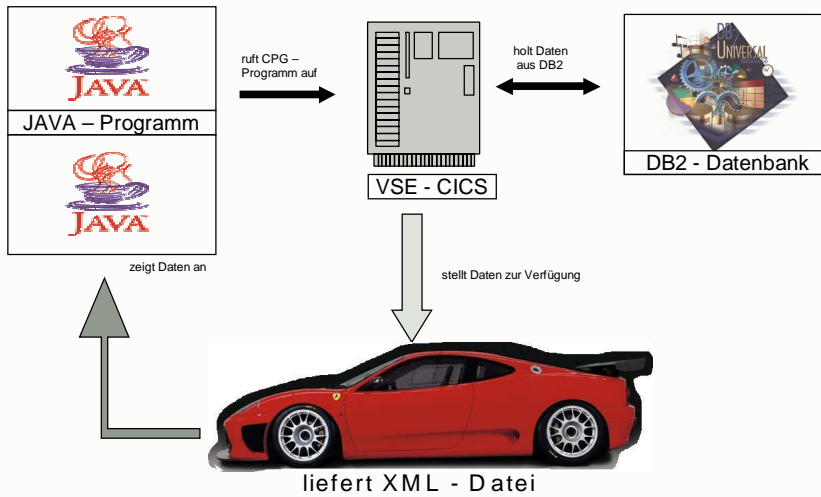 JAVA
ruft CPG –
Programm auf
holt Daten
aus DB2
DB2
UNIVERSAL
JAVA – Programm
VSE - CICS
DB2 - Datenbank
JAVA
zeigt Daten an
stellt Daten zur Verfügung
liefert XML - Datei